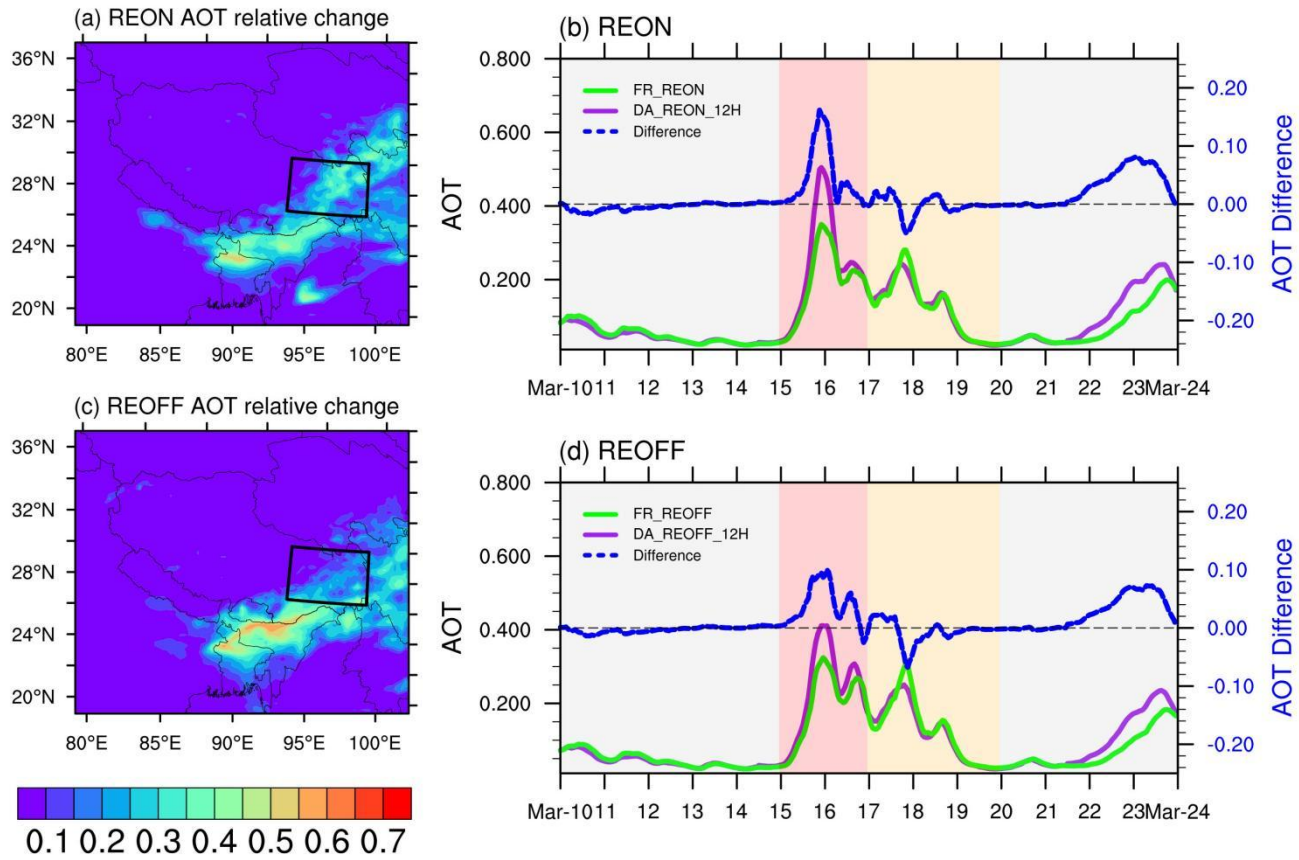 (a) REON AOT relative change
36°N
32°N
28°N
24°N
20°N
80°E 85°E 90°E 95°E 100°E
(b) REON
0.800
0.600
0.400
0.200
AOT
FR_REON
DA_REON_12H
Difference
0.20
0.10
0.00
-0.10
-0.20
AOT Difference
Mar-10 11 12 13 14 15 16 17 18 19 20 21 22 23 Mar-24
(c) REOFF AOT relative change
36°N
32°N
28°N
24°N
20°N
80°E 85°E 90°E 95°E 100°E
0.1 0.2 0.3 0.4 0.5 0.6 0.7
(d) REOFF
0.800
0.600
0.400
0.200
AOT
FR_REOFF
DA_REOFF_12H
Difference
0.20
0.10
0.00
-0.10
-0.20
AOT Difference
Mar-10 11 12 13 14 15 16 17 18 19 20 21 22 23 Mar-24